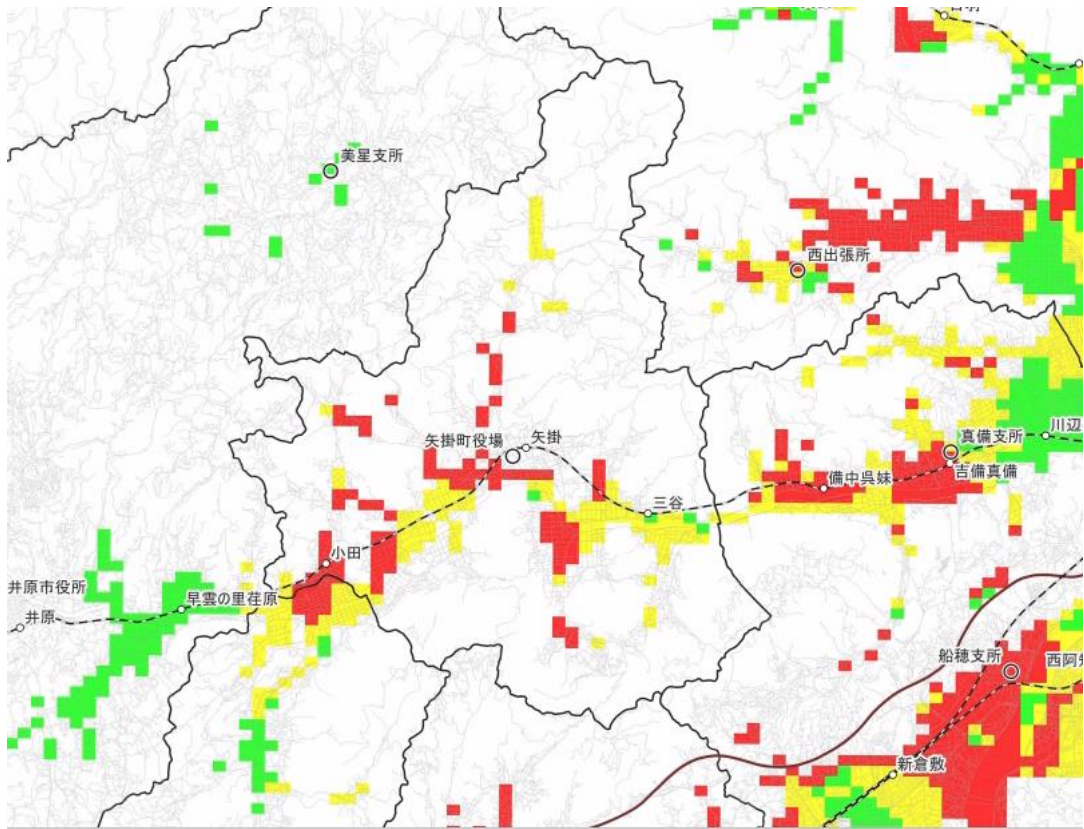 美星支所
西出張所
矢掛町役場
矢掛
真備支所
川辺
吉備真備
備中呉妹
三谷
小田
井原市役所
早雲の里荏原
井原
船穂支所
西阿知
新倉敷